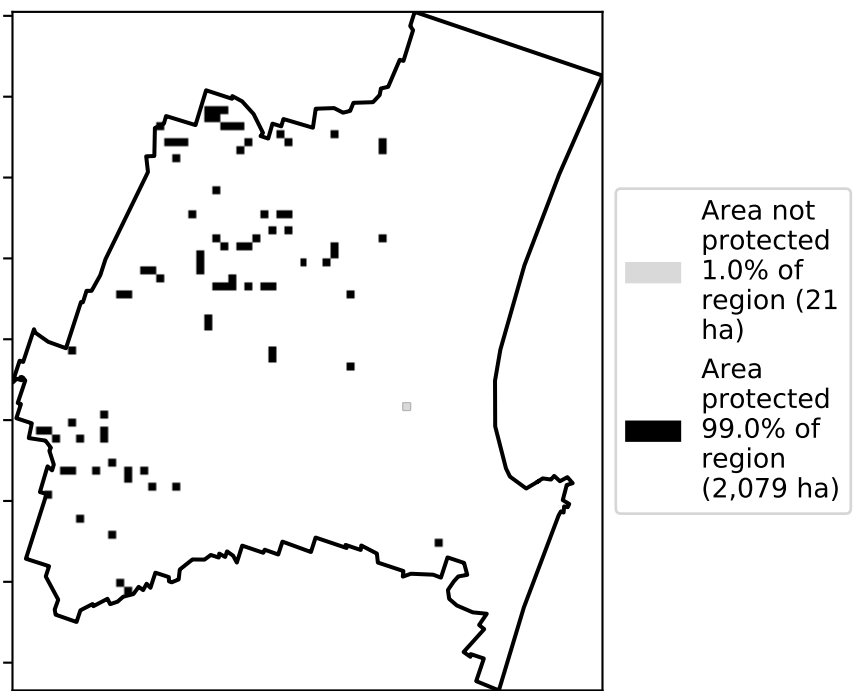 Area not
protected
1.0% of
region (21
ha)
Area
protected
99.0% of
region
(2,079 ha)